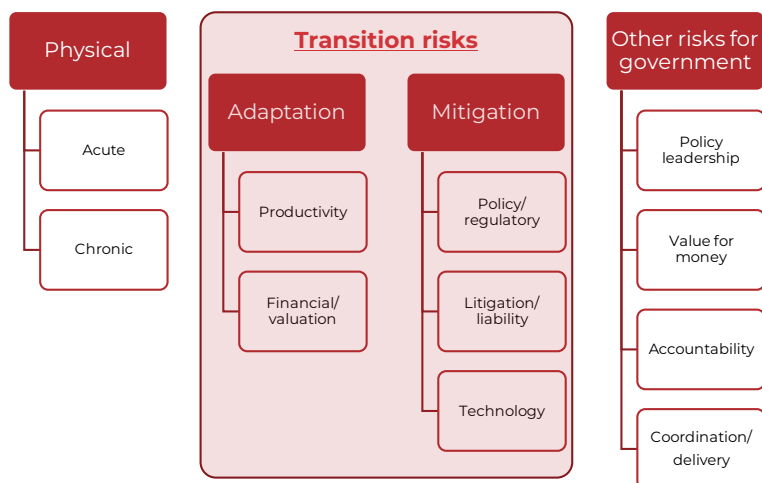 Physical
Acute
Chronic
Transition risks
Adaptation
Productivity
Financial/
valuation
Mitigation
Policy/
regulatory
Litigation/
liability
Technology
Other risks for
government
Policy
leadership
Value for
money
Accountability
Coordination/
delivery